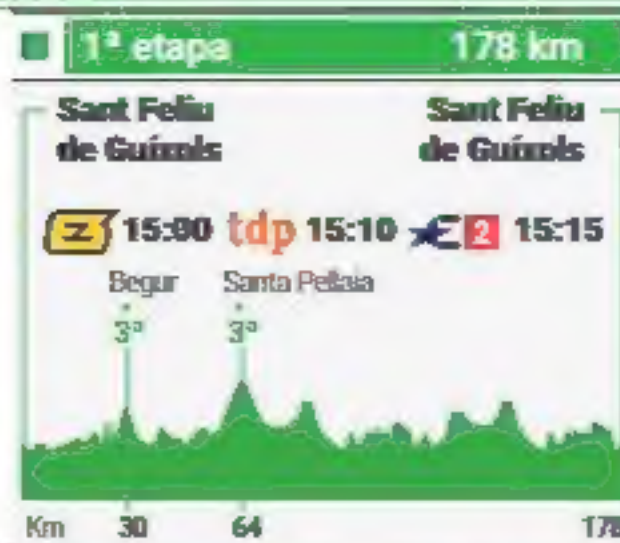 1ª etapa 178 km
Sant Feliu Sant Feliu
de Guíxols de Guíxols
Z 15:00 tdp 15:10 E 2 15:15
Begur Santa Pellaia
3ª 3ª
Km 30 64 178